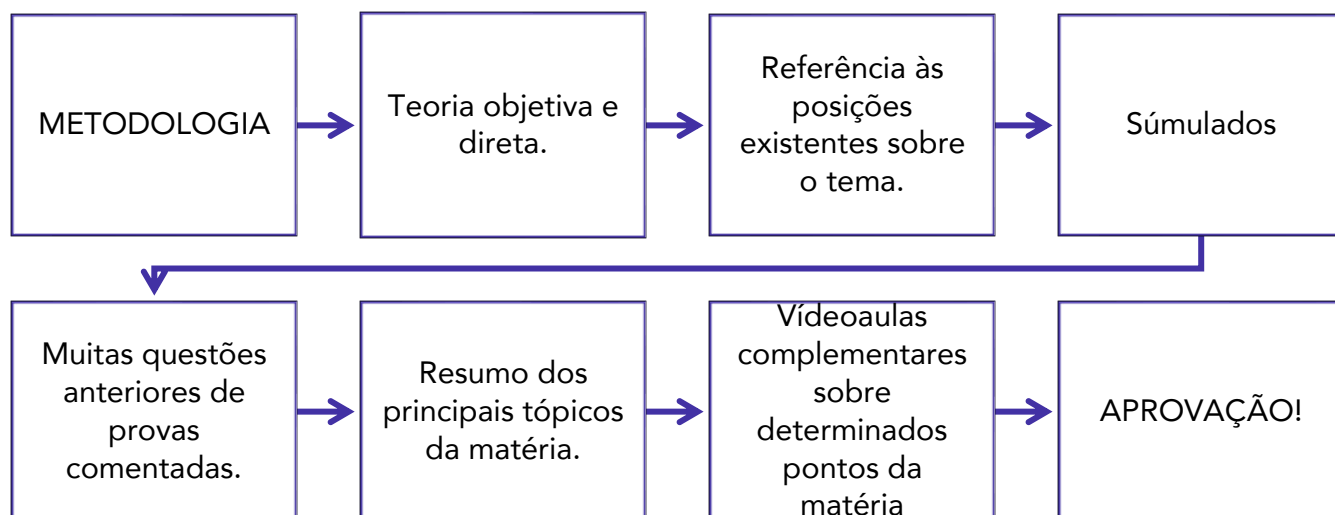 METODOLOGIA
Teoria objetiva e
direta.
Referência às
posições
existentes sobre
o tema.
Súmulados
Muitas questões
anteriores de
provas
comentadas.
Resumo dos
principais tópicos
da matéria.
Vídeoaulas
complementares
sobre
determinados
pontos da
matéria
APROVAÇÃO!